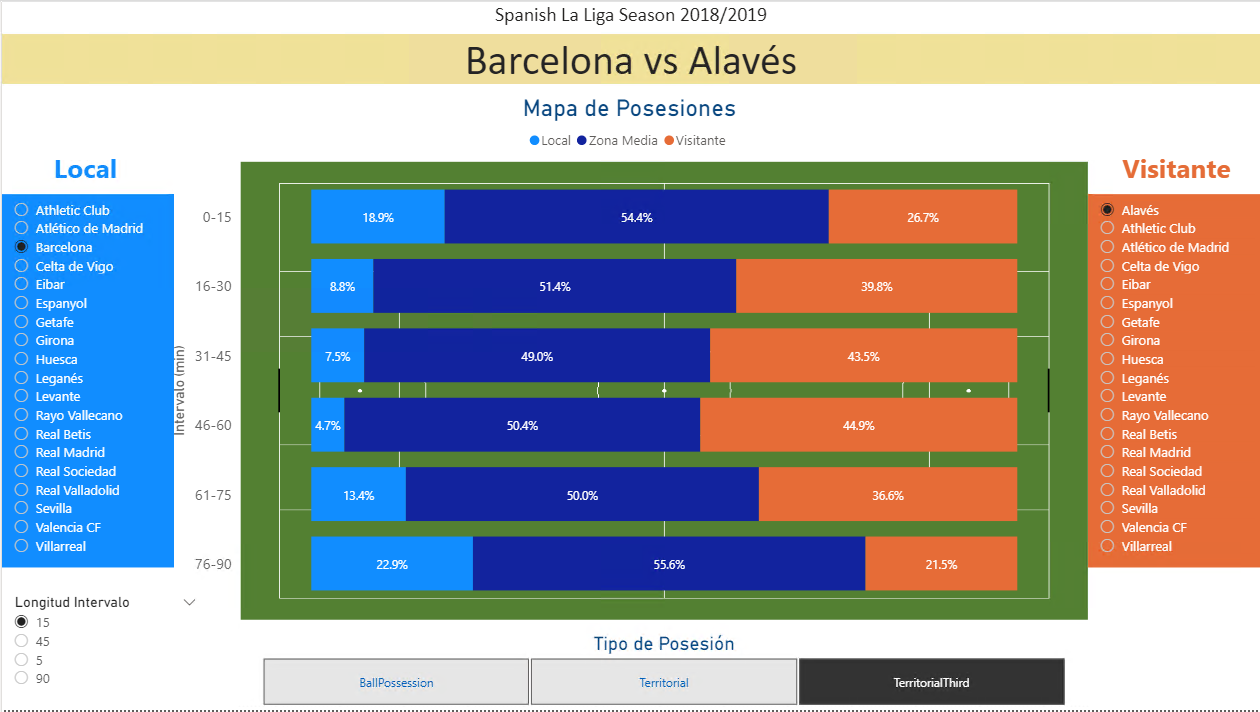 Spanish La Liga Season 2018/2019
Barcelona vs Alavés
Mapa de Posesiones
Local Zona Media Visitante
Local
Athletic Club
Atlético de Madrid
Barcelona
Celta de Vigo
Eibar
Espanyol
Getafe
Girona
Huesca
Leganés
Levante
Rayo Vallecano
Real Betis
Real Madrid
Real Sociedad
Real Valladolid
Sevilla
Valencia CF
Villarreal
Longitud Intervalo
15
45
5
90
Intervalo (min)
0-15 18.9% 54.4% 26.7%
16-30 8.8% 51.4% 39.8%
31-45 7.5% 49.0% 43.5%
46-60 4.7% 50.4% 44.9%
61-75 13.4% 50.0% 36.6%
76-90 22.9% 55.6% 21.5%
Visitante
Alavés
Athletic Club
Atlético de Madrid
Celta de Vigo
Eibar
Espanyol
Getafe
Girona
Huesca
Leganés
Levante
Rayo Vallecano
Real Betis
Real Madrid
Real Sociedad
Real Valladolid
Sevilla
Valencia CF
Villarreal
Tipo de Posesión
BallPossession Territorial TerritorialThird